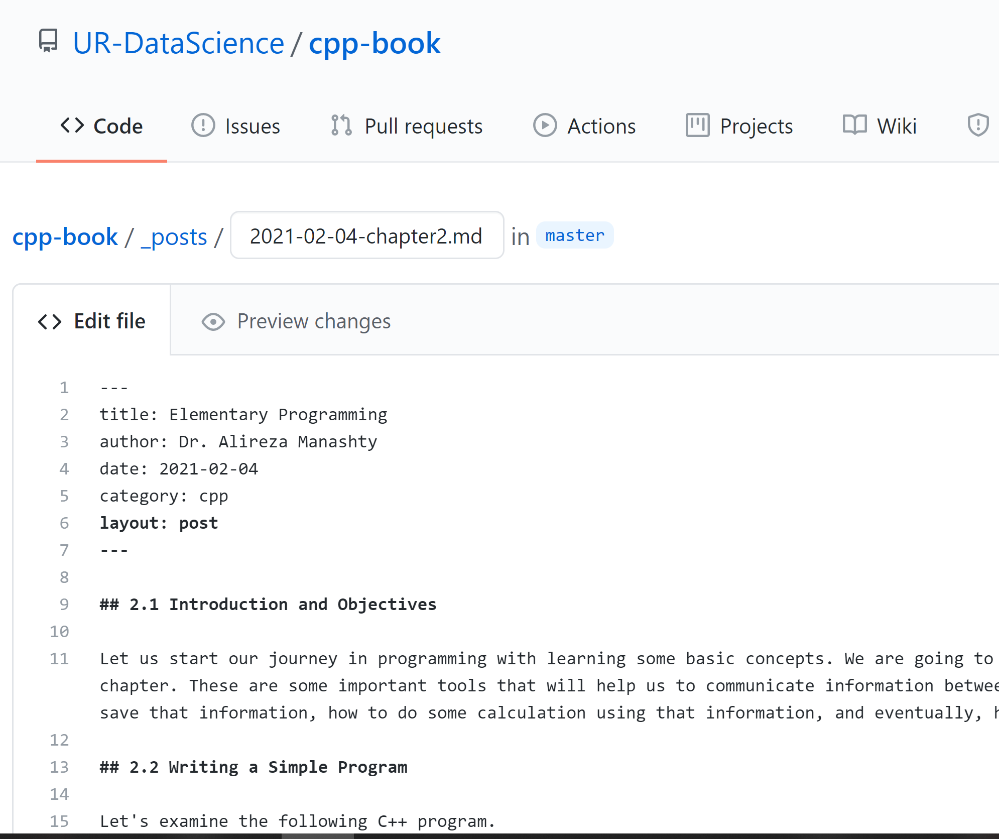 UR-DataScience / cpp-book
Code Issues Pull requests Actions Projects Wiki
cpp-book / _posts / 2021-02-04-chapter2.md in master
Edit file Preview changes
1 ---
2 title: Elementary Programming
3 author: Dr. Alireza Manashty
4 date: 2021-02-04
5 category: cpp
6 layout: post
7 ---
8
9 ## 2.1 Introduction and Objectives
10
11 Let us start our journey in programming with learning some basic concepts. We are going to
chapter. These are some important tools that will help us to communicate information
save that information, how to do some calculation using that information, and eventually,
12
13 ## 2.2 Writing a Simple Program
14
15 Let's examine the following C++ program.